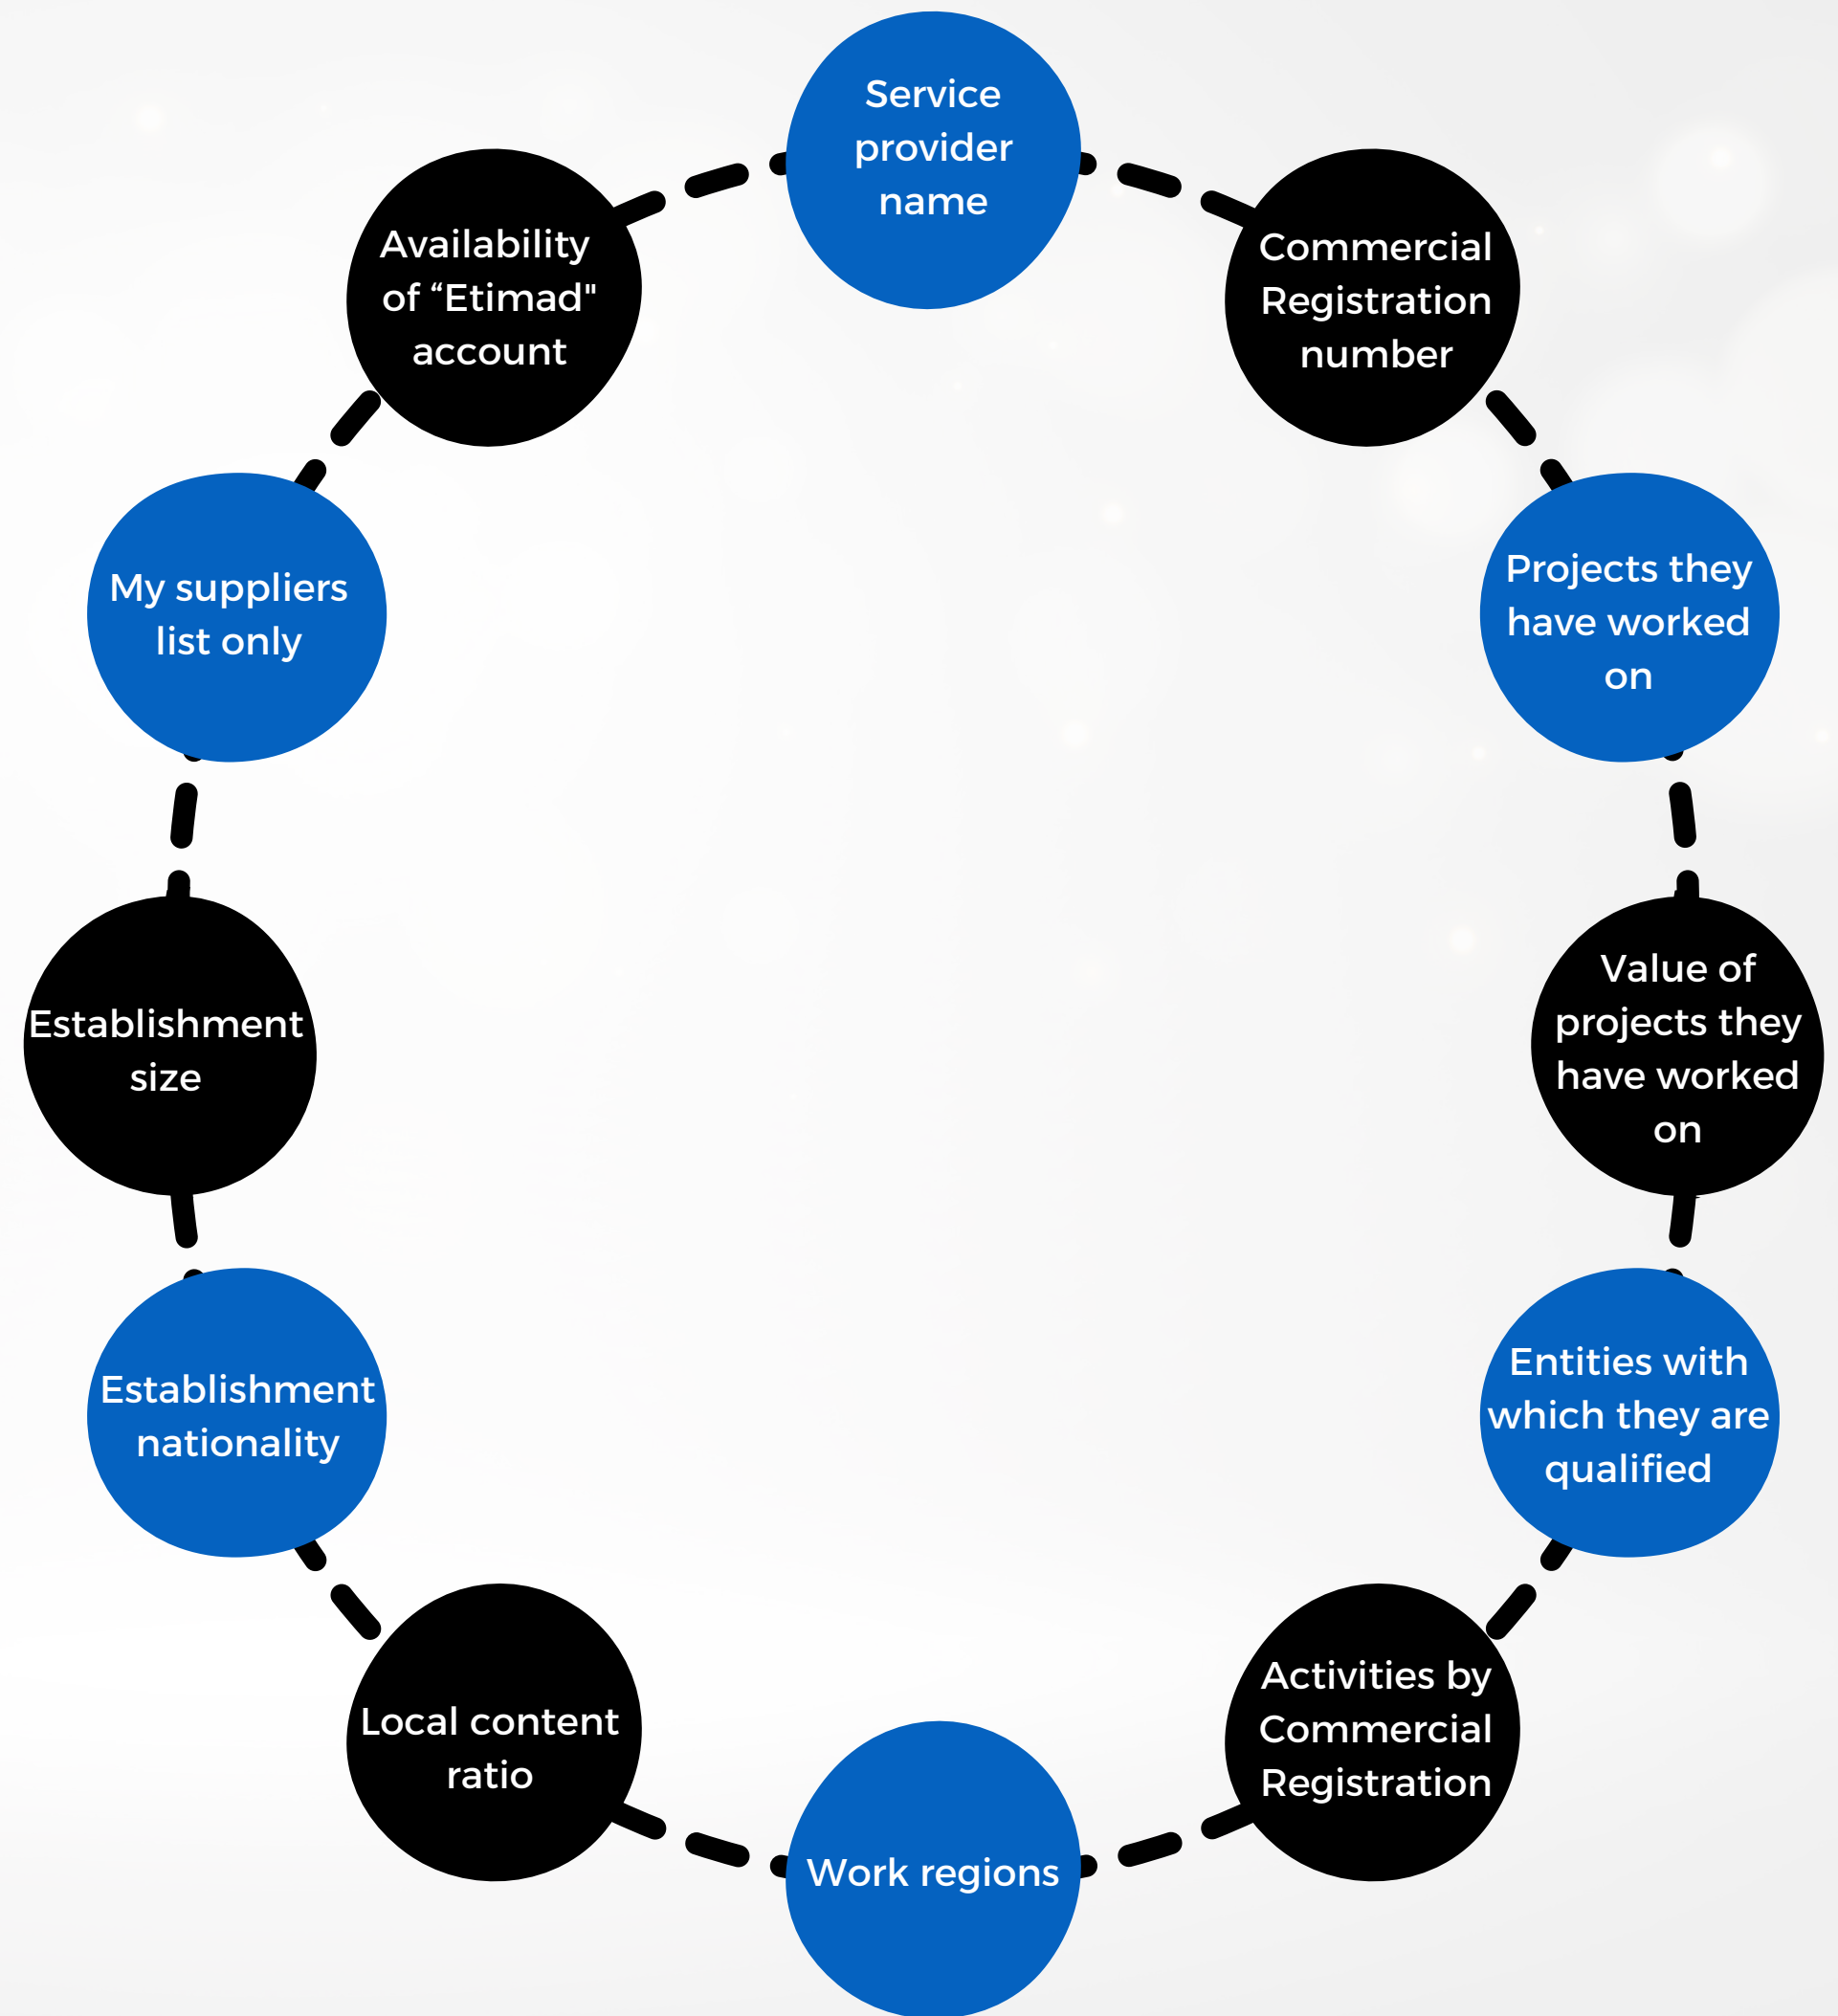 Service
provider
name
Commercial
Registration
number
Projects they
have worked
on
Value of
projects they
have worked
on
Entities with
which they are
qualified
Activities by
Commercial
Registration
Work regions
Local content
ratio
Establishment
nationality
Establishment
size
My suppliers
list only
Availability
of “Etimad"
account